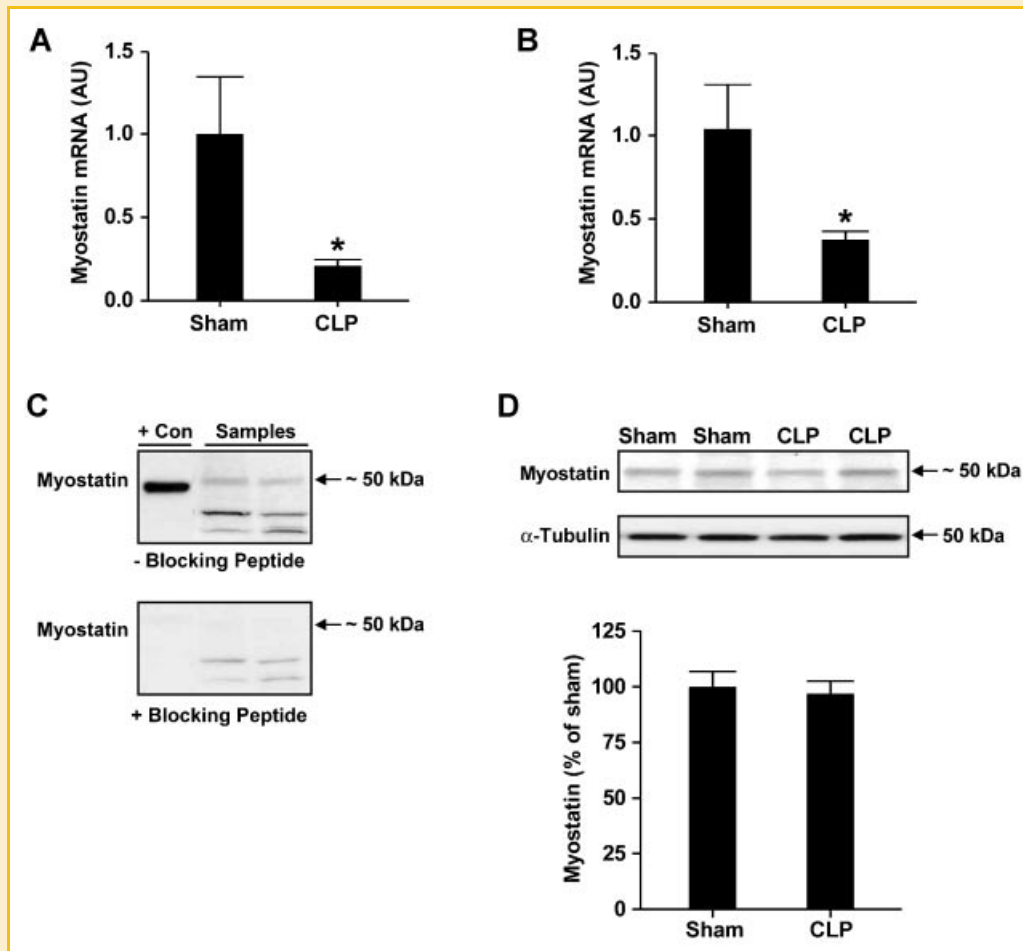 A
Myostatin mRNA (AU)
1.5
1.0
0.5
0.0
*
Sham CLP
B
Myostatin mRNA (AU)
1.5
1.0
0.5
0.0
*
Sham CLP
C
+ Con Samples
Myostatin ~ 50 kDa
- Blocking Peptide
Myostatin ~ 50 kDa
+ Blocking Peptide
D
Sham Sham CLP CLP
Myostatin ~ 50 kDa
α-Tubulin 50 kDa
Myostatin (% of sham)
125
100
75
50
25
0
Sham CLP